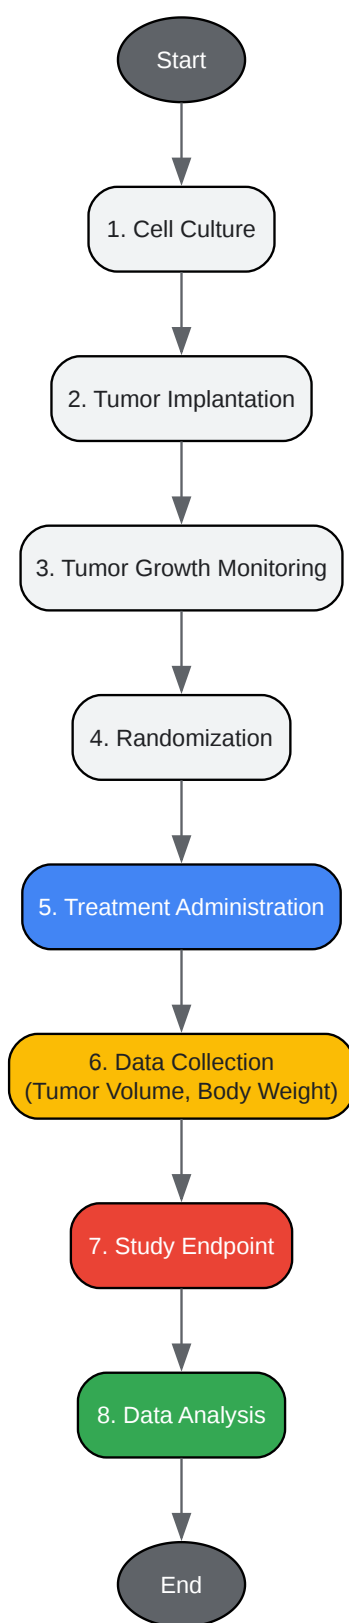 Start
1. Cell Culture
2. Tumor Implantation
3. Tumor Growth Monitoring
4. Randomization
5. Treatment Administration
6. Data Collection
(Tumor Volume, Body Weight)
7. Study Endpoint
8. Data Analysis
End